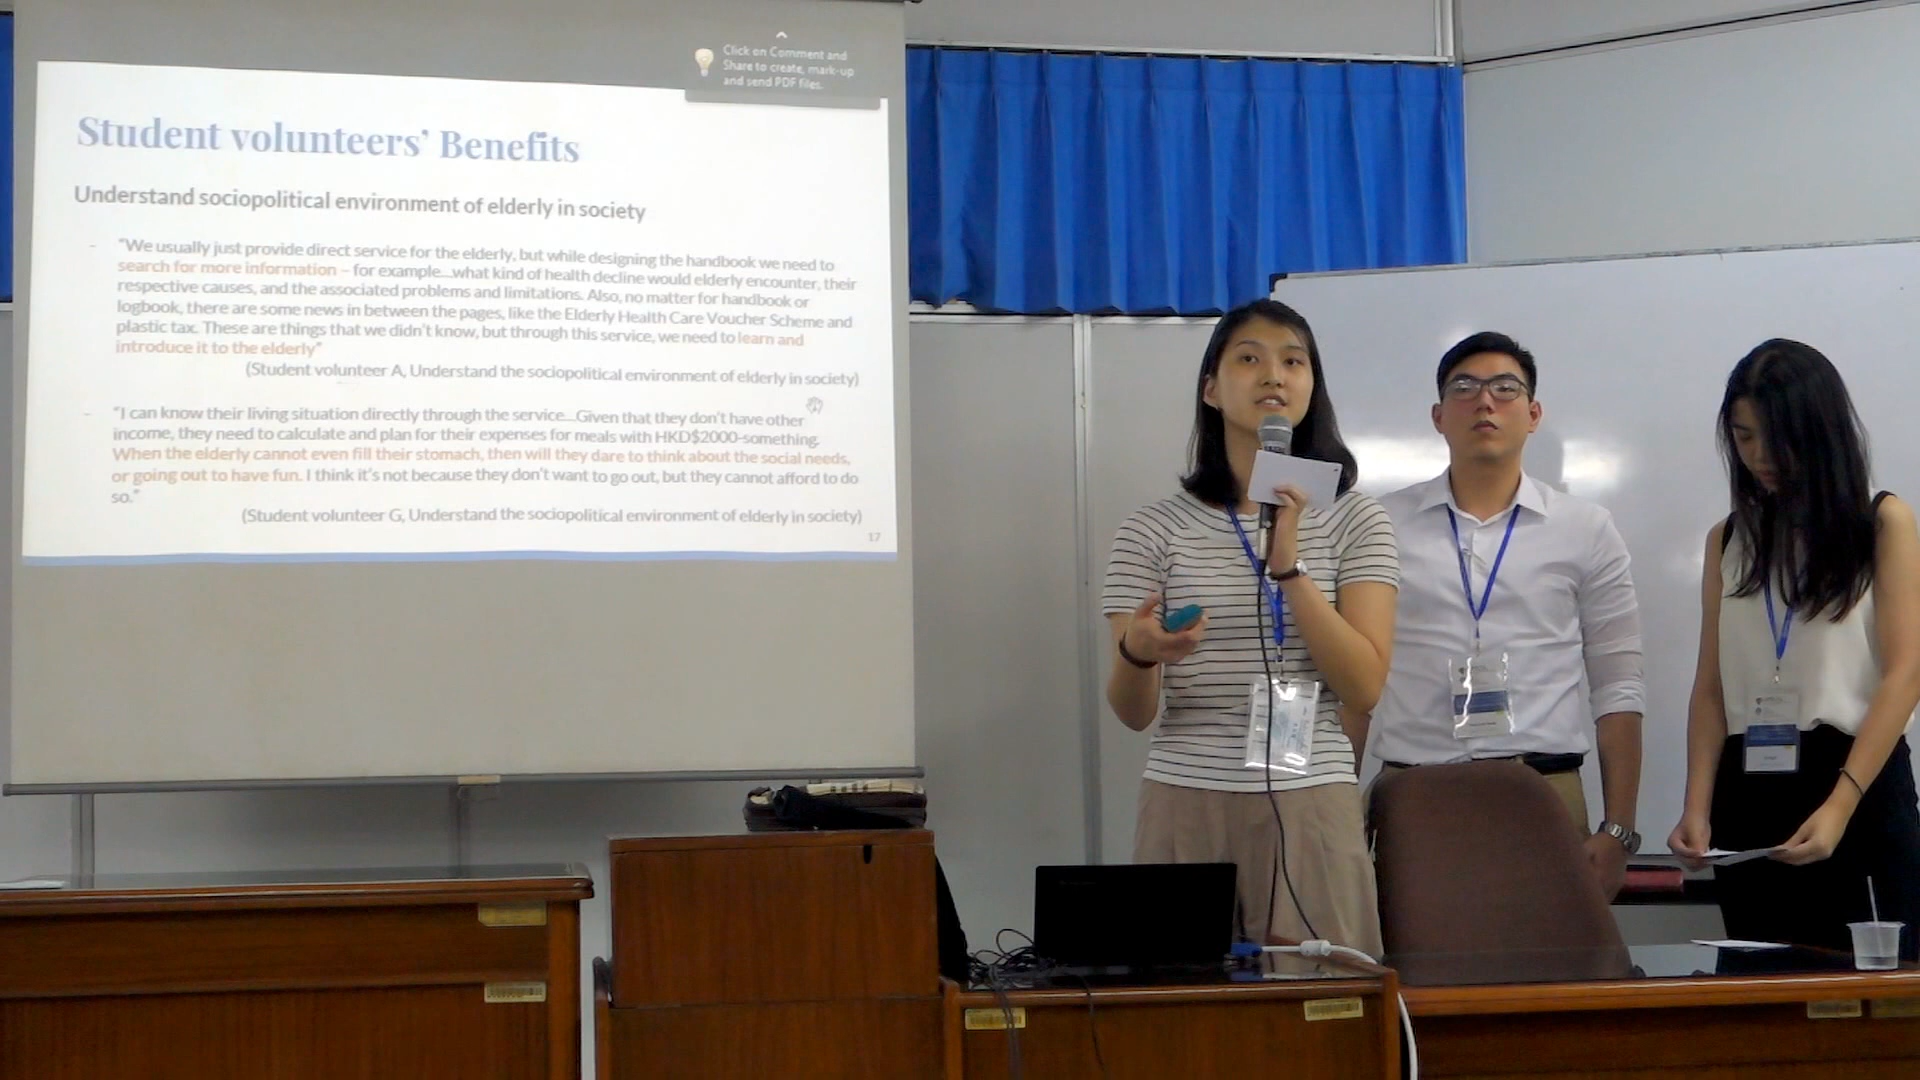 Click on Comment and
Share to create, mark-up
and send PDF files.
Student volunteers' Benefits
Understand sociopolitical environment of elderly in society
- "We usually just provide direct service for the elderly, but while designing the handbook we need to
search for more information – for example...what kind of health decline would elderly encounter, their
respective causes, and the associated problems and limitations. Also, no matter for handbook or
logbook, there are some news in between the pages, like the Elderly Health Care Voucher Scheme and
plastic tax. These are things that we didn't know, but through this service, we need to learn and
introduce it to the elderly"
(Student volunteer A, Understand the sociopolitical environment of elderly in society)
- "I can know their living situation directly through the service...Given that they don't have other
income, they need to calculate and plan for their expenses for meals with HKD$2000-something.
When the elderly cannot even fill their stomach, then will they dare to think about the social needs,
or going out to have fun. I think it's not because they don't want to go out, but they cannot afford to do
so."
(Student volunteer G, Understand the sociopolitical environment of elderly in society)
17